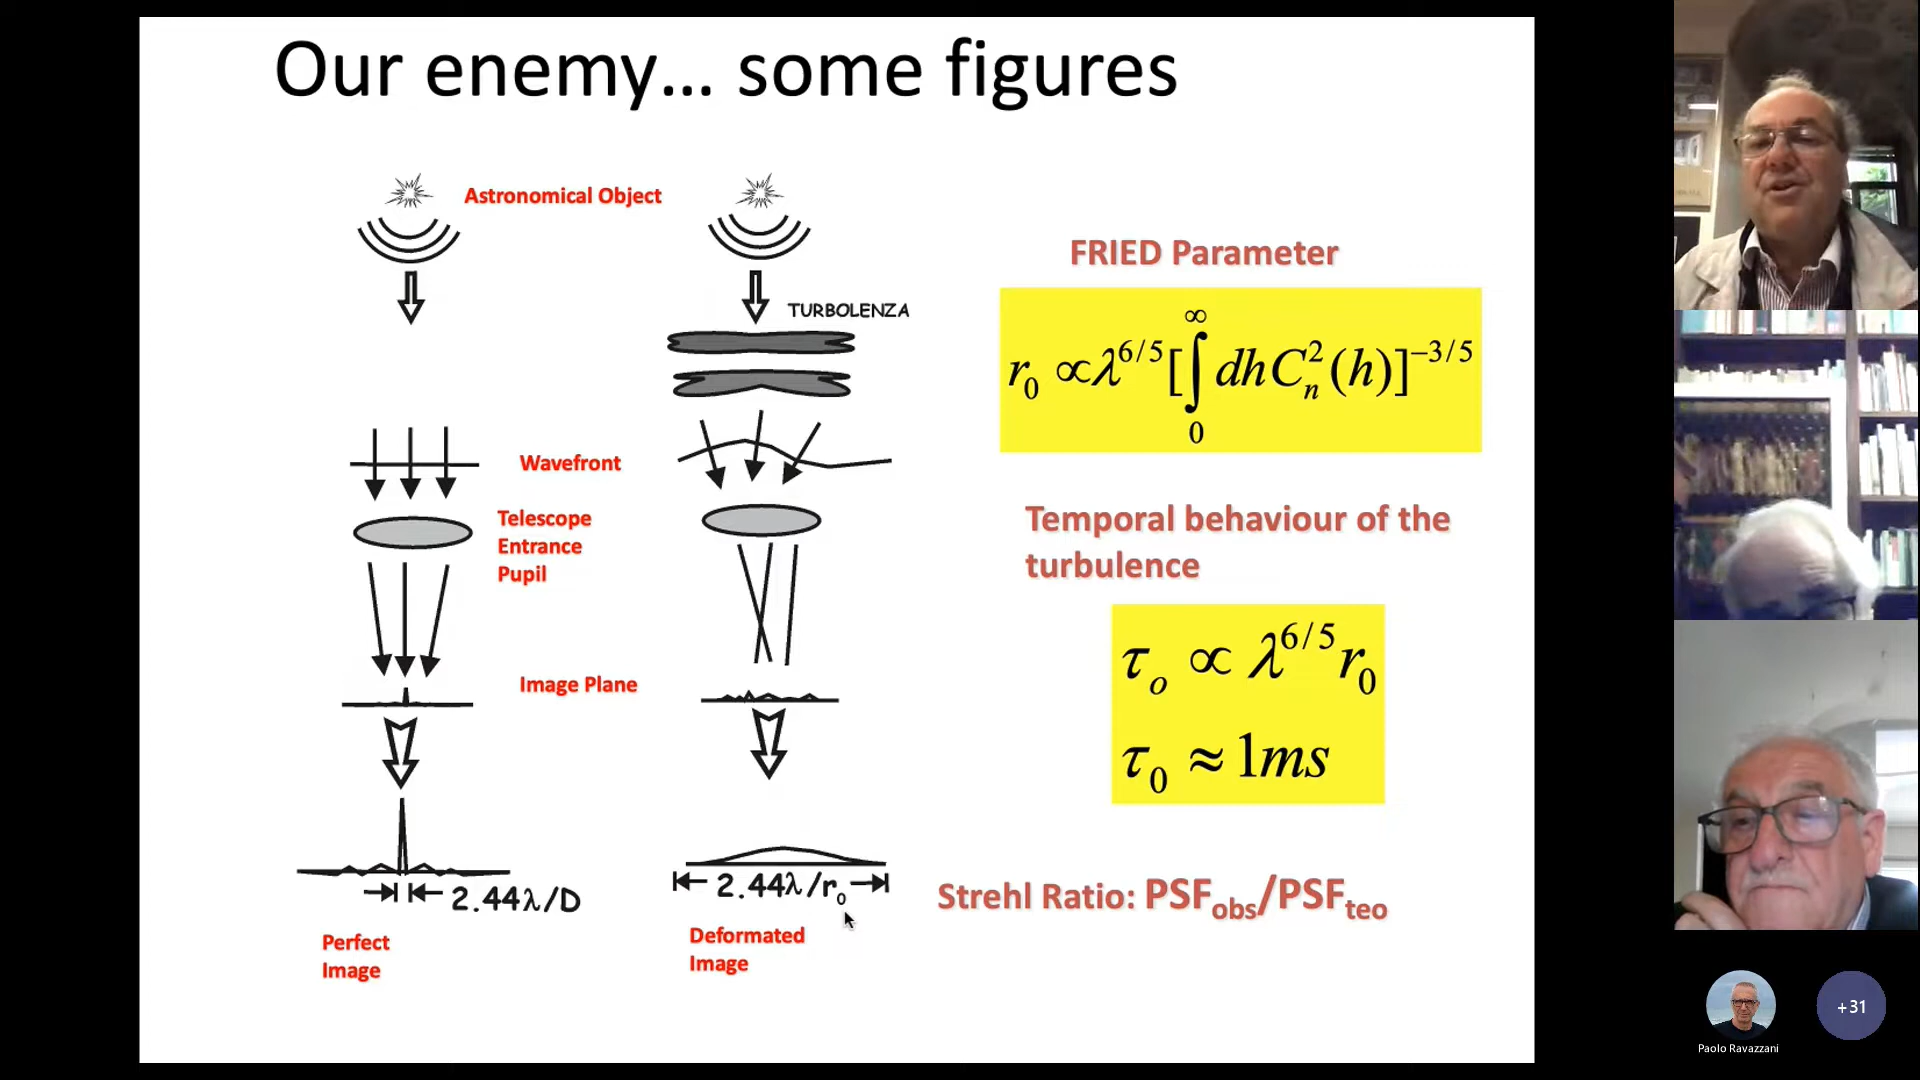 Our enemy... some figures
Astronomical Object
TURBOLENZA
Wavefront
Telescope
Entrance
Pupil
Image Plane
2.44λ/D
2.44λ/r₀
Perfect
Image
Deformated
Image
FRIED Parameter
r₀ ∝ λ^{6/5} [∫₀^∞ dh C_n^2 (h)]^{−3/5}
Temporal behaviour of the
turbulence
τ_o ∝ λ^{6/5} r₀
τ₀ ≈ 1ms
Strehl Ratio: PSF_obs/PSF_teo
Paolo Ravazzani
+31